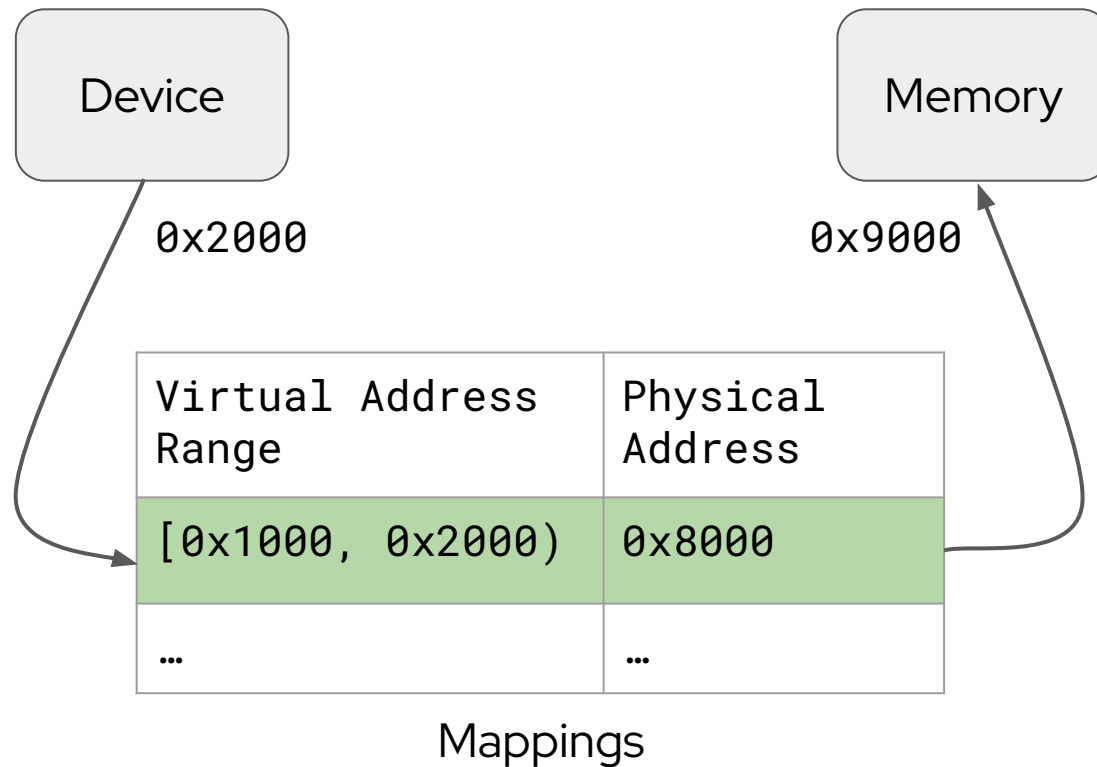 Device
Memory
0x2000
0x9000
Virtual Address
Range
Physical
Address
[0x1000, 0x2000)
0x8000
…
…
Mappings